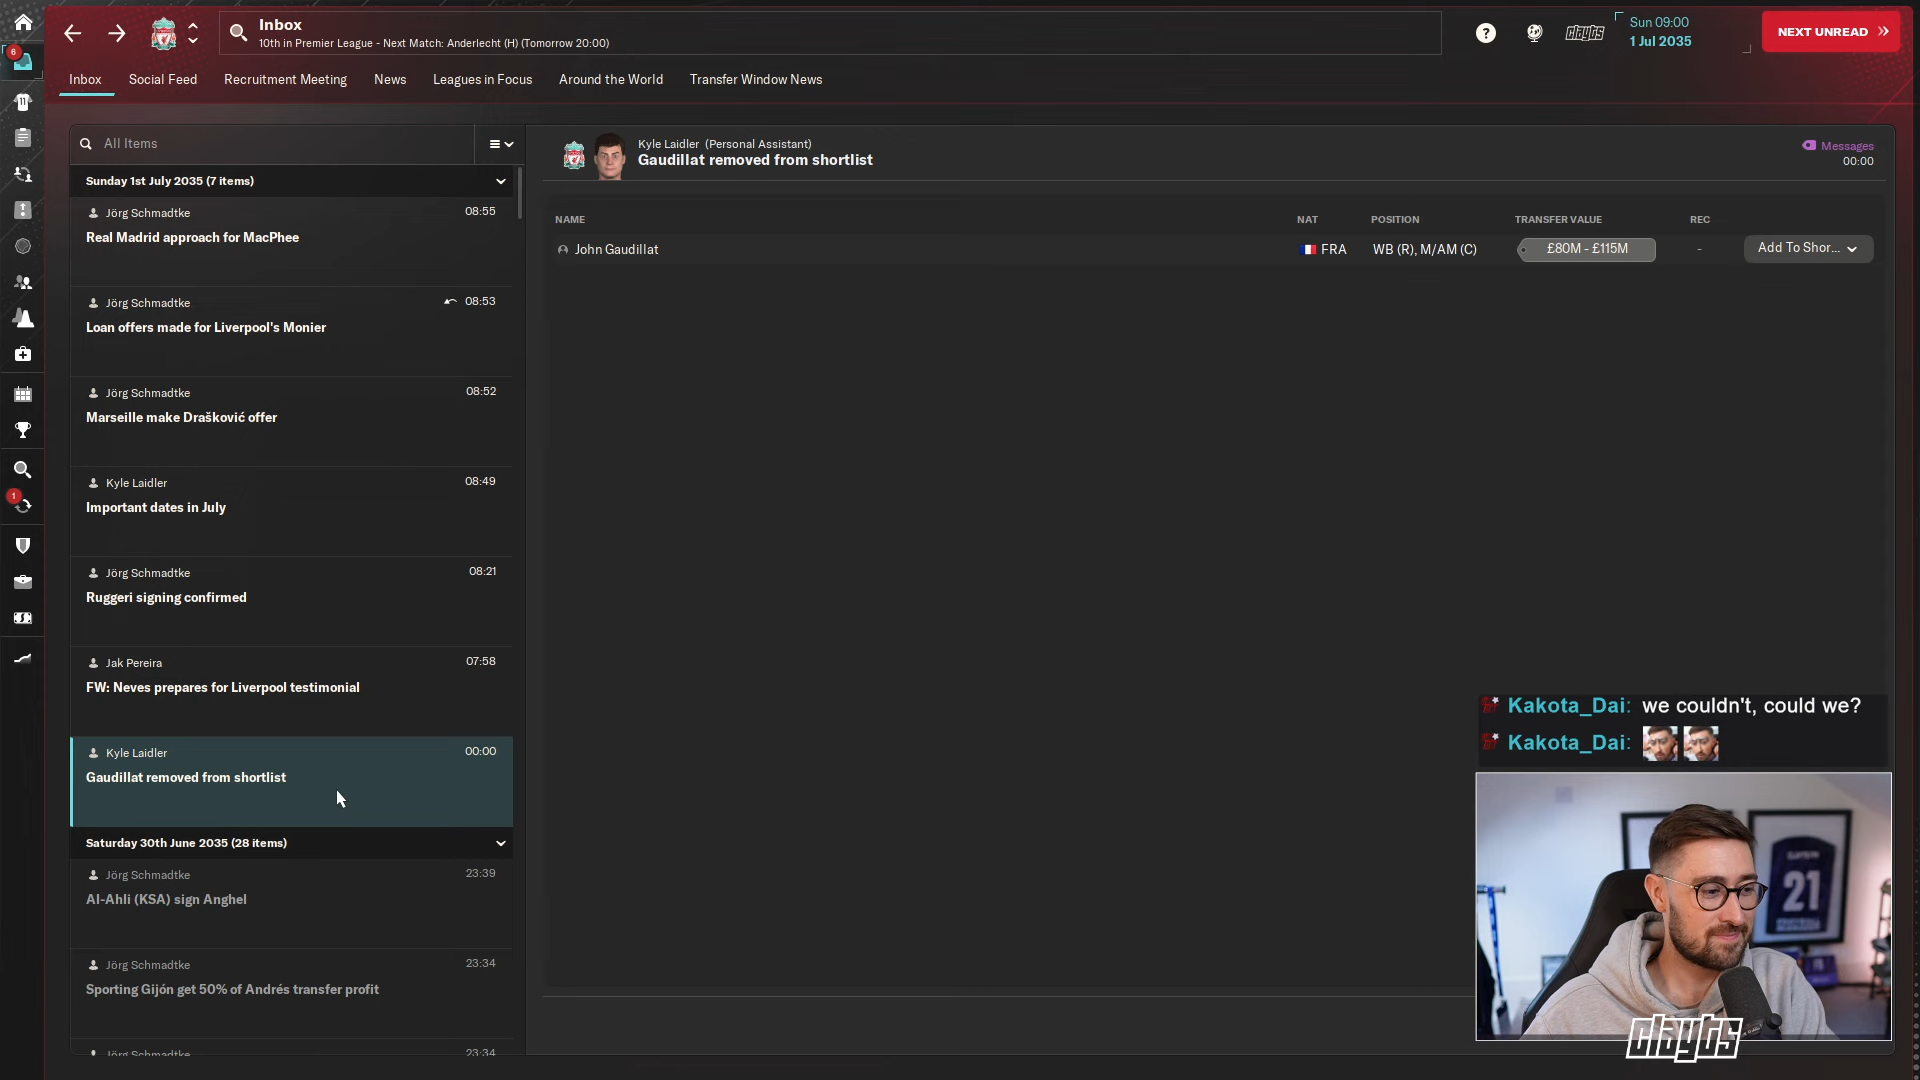 Inbox
10th in Premier League - Next Match: Anderlecht (H) (Tomorrow 20:00)
?
clayts
Sun 09:00
1 Jul 2035
NEXT UNREAD
6
Inbox
Social Feed
Recruitment Meeting
News
Leagues in Focus
Around the World
Transfer Window News
11
All Items
Sunday 1st July 2035 (7 items)
Jörg Schmadtke
08:55
Real Madrid approach for MacPhee
Jörg Schmadtke
08:53
Loan offers made for Liverpool's Monier
Jörg Schmadtke
08:52
Marseille make Drašković offer
Kyle Laidler
08:49
Important dates in July
1
Jörg Schmadtke
08:21
Ruggeri signing confirmed
Jak Pereira
07:58
FW: Neves prepares for Liverpool testimonial
Kyle Laidler
00:00
Gaudillat removed from shortlist
Saturday 30th June 2035 (28 items)
Jörg Schmadtke
23:39
Al-Ahli (KSA) sign Anghel
Jörg Schmadtke
23:34
Sporting Gijón get 50% of Andrés transfer profit
Jörg Schmadtke
23:34
Kyle Laidler (Personal Assistant)
Gaudillat removed from shortlist
Messages
00:00
NAME
NAT
POSITION
TRANSFER VALUE
REC
John Gaudillat
FRA
WB (R), M/AM (C)
£80M - £115M
-
Add To Shor...
Kakota_Dai: we couldn't, could we?
Kakota_Dai:
21
clayts